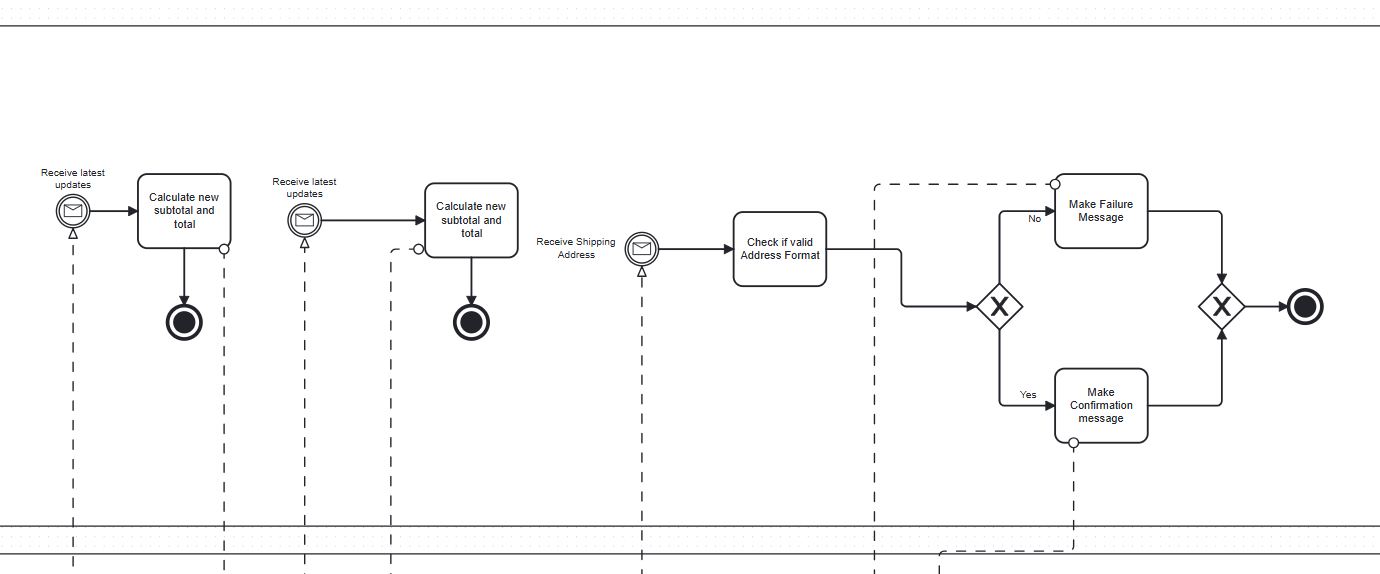 Receive latest
updates
Calculate new
subtotal and
total
Receive latest
updates
Calculate new
subtotal and
total
Receive Shipping
Address
Check if valid
Address Format
X
No
Make Failure
Message
Yes
Make
Confirmation
message
X